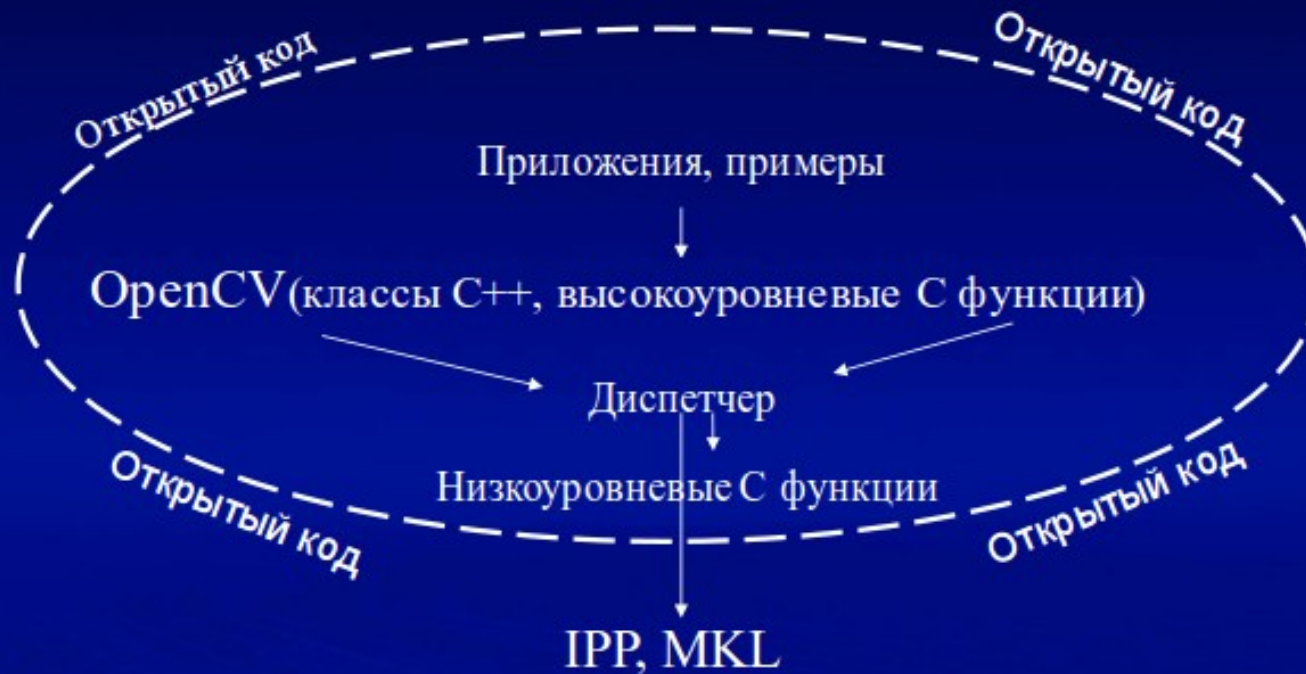 Открытый код
Открытый код
Приложения, примеры
OpenCV(классы C++, высокоуровневые C функции)
Диспетчер
Низкоуровневые C функции
Открытый код
Открытый код
IPP, MKL